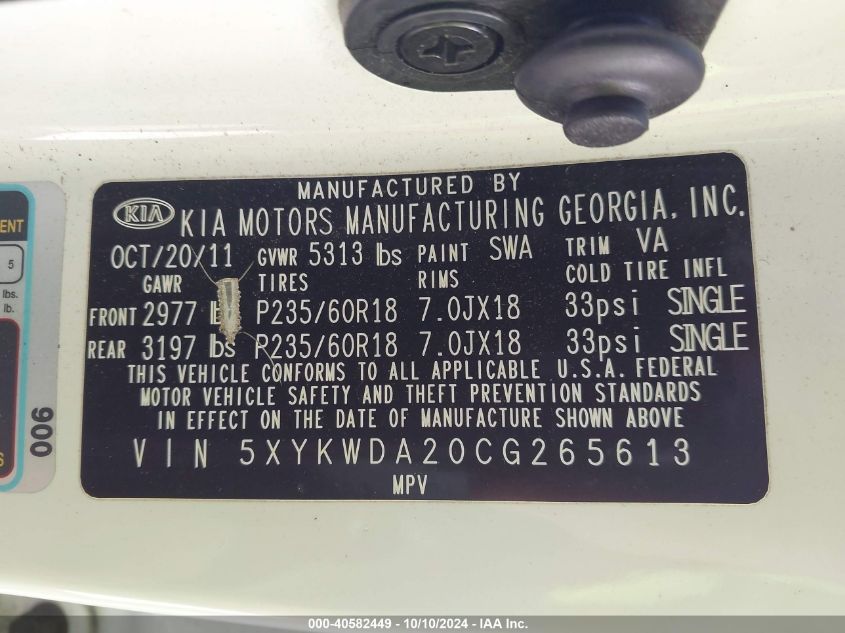 MANUFACTURED BY
KIA KIA MOTORS MANUFACTURING GEORGIA, INC.
OCT/20/11 GVWR 5313 lbs PAINT SWA TRIM VA
GAWR TIRES RIMS COLD TIRE INFL
FRONT 2977 lbs P235/60R18 7.0JX18 33psi SINGLE
REAR 3197 lbs P235/60R18 7.0JX18 33psi SINGLE
THIS VEHICLE CONFORMS TO ALL APPLICABLE U.S.A. FEDERAL
MOTOR VEHICLE SAFETY AND THEFT PREVENTION STANDARDS
IN EFFECT ON THE DATE OF MANUFACTURE SHOWN ABOVE
VIN 5XYKWDA20CG265613
MPV
5
lbs.
lb.
006
000-40582449 - 10/10/2024 - IAA Inc.